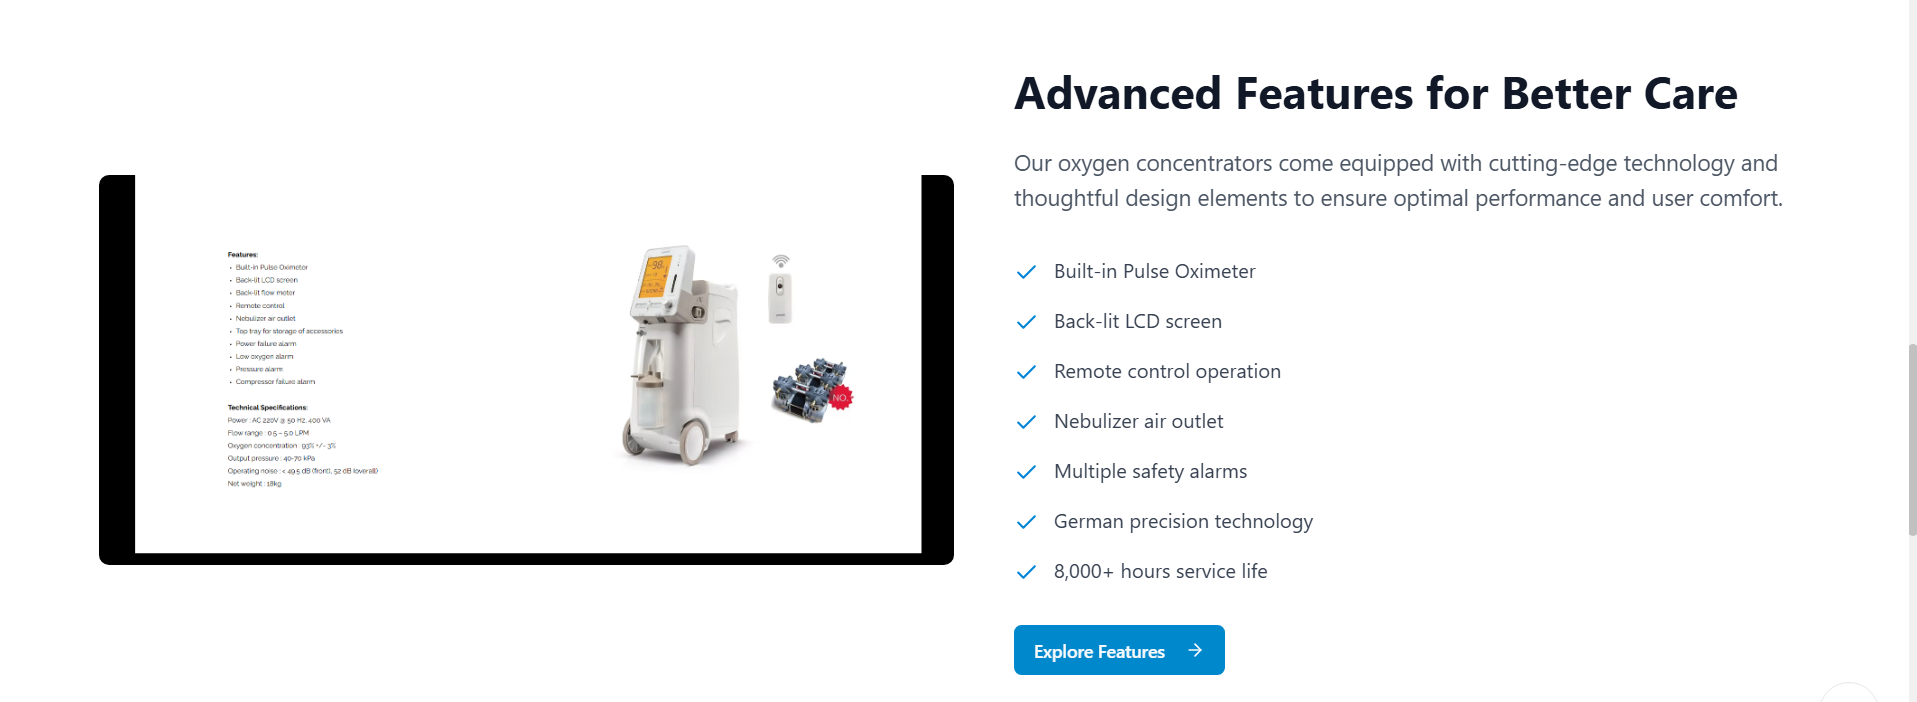 Features:
• Built-in Pulse Oximeter
• Back-lit LCD screen
• Back-lit flow meter
• Remote control
• Nebulizer air outlet
• Top tray for storage of accessories
• Power failure alarm
• Low oxygen alarm
• Pressure alarm
• Compressor failure alarm
Technical Specifications:
Power : AC 220V @ 50 HZ, 400 VA
Flow range : 0.5 – 5.0 LPM
Oxygen concentration : 93% +/- 3%
Output pressure : 40-70 kPa
Operating noise : < 49.5 dB (front), 52 dB (overall)
Net weight : 18kg
98
NO.
Advanced Features for Better Care
Our oxygen concentrators come equipped with cutting-edge technology and
thoughtful design elements to ensure optimal performance and user comfort.
Built-in Pulse Oximeter
Back-lit LCD screen
Remote control operation
Nebulizer air outlet
Multiple safety alarms
German precision technology
8,000+ hours service life
Explore Features